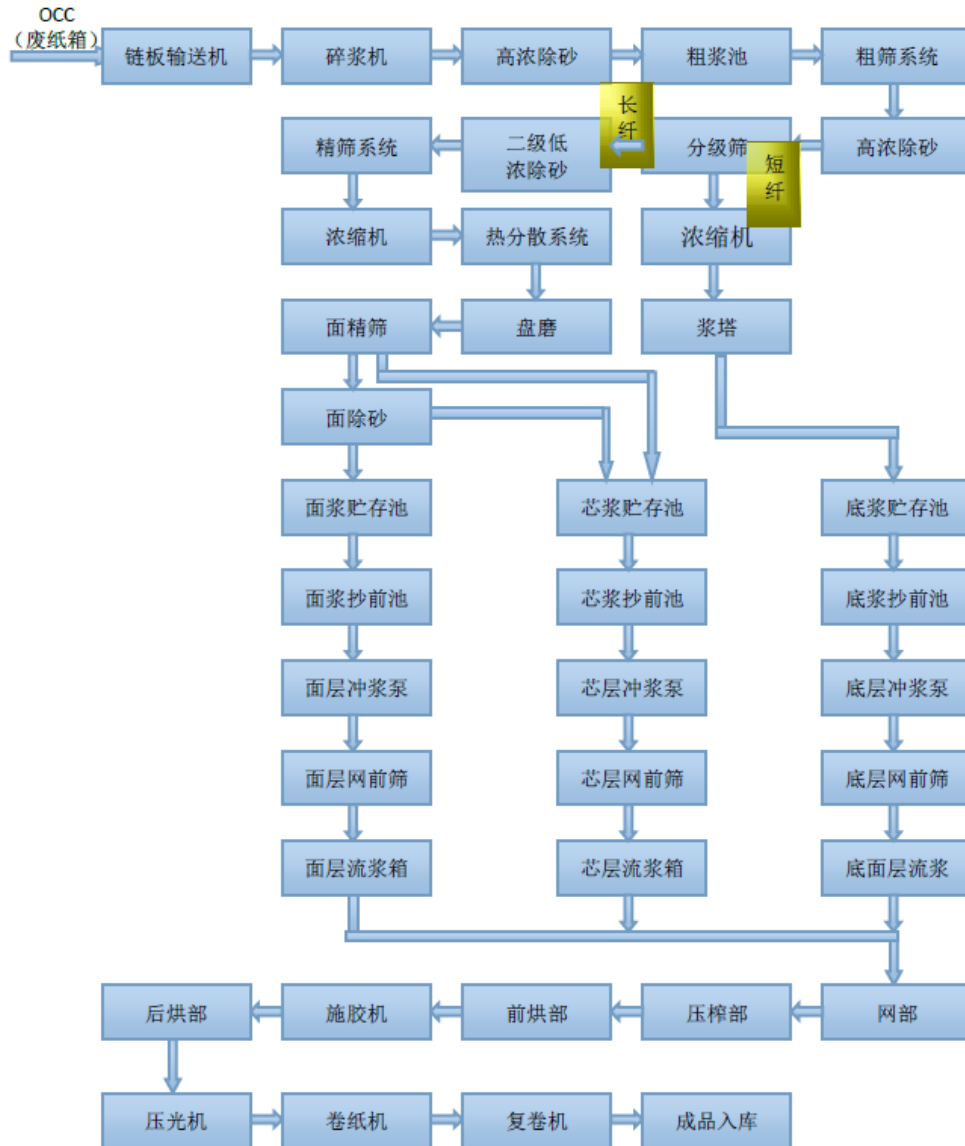 OCC
（废纸箱）
链板输送机
碎浆机
高浓除砂
粗浆池
粗筛系统
精筛系统
二级低
浓除砂
长
纤
分级筛
短
纤
高浓除砂
浓缩机
热分散系统
浓缩机
面精筛
盘磨
浆塔
面除砂
面浆贮存池
芯浆贮存池
底浆贮存池
面浆抄前池
芯浆抄前池
底浆抄前池
面层冲浆泵
芯层冲浆泵
底层冲浆泵
面层网前筛
芯层网前筛
底层网前筛
面层流浆箱
芯层流浆箱
底面层流浆
后烘部
施胶机
前烘部
压榨部
网部
压光机
卷纸机
复卷机
成品入库